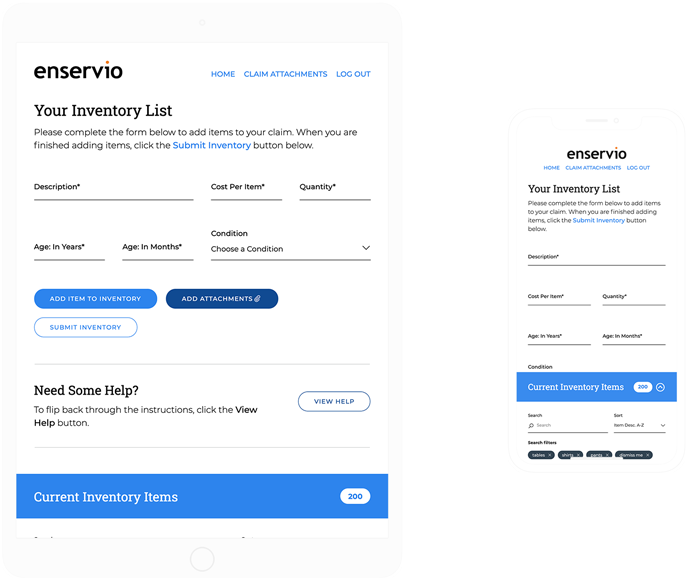 enservio
HOME CLAIM ATTACHMENTS LOG OUT
Your Inventory List
Please complete the form below to add items to your claim. When you are
finished adding items, click the Submit Inventory button below.
Description* Cost Per Item* Quantity*
Condition
Age: In Years* Age: In Months* Choose a Condition
ADD ITEM TO INVENTORY ADD ATTACHMENTS
SUBMIT INVENTORY
Need Some Help?
To flip back through the instructions, click the View
Help button.
VIEW HELP
Current Inventory Items 200
enservio
HOME CLAIM ATTACHMENTS LOG OUT
Your Inventory List
Please complete the form below to add items
to your claim. When you are finished adding
items, click the Submit Inventory button
below.
Description*
Cost Per Item* Quantity*
Age: In Years* Age: In Months*
Condition
Current Inventory Items 200
Search Sort
Search Item Desc. A-Z
Search filters
tables × shirts × pants × dismiss me ×